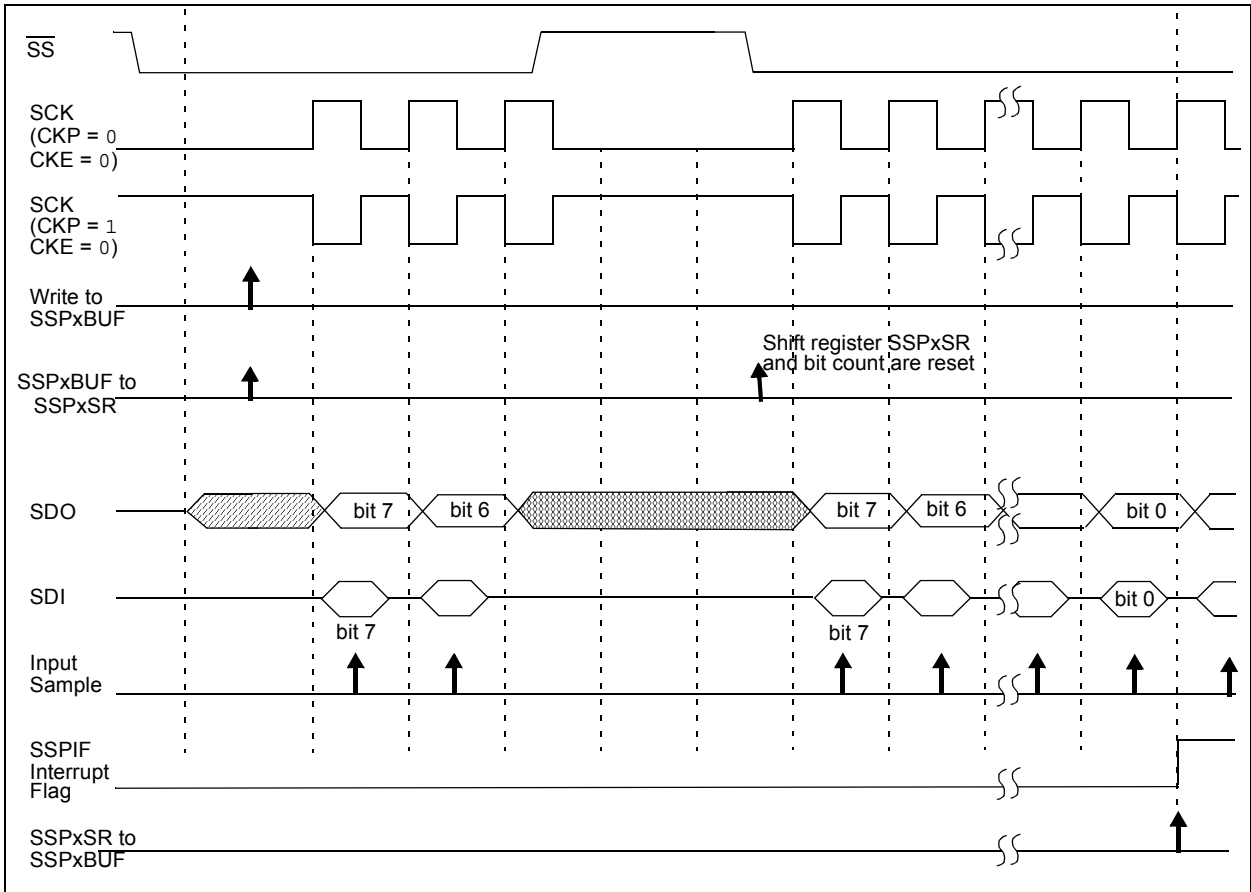 SS
SCK
(CKP = 0
CKE = 0)
SCK
(CKP = 1
CKE = 0)
Write to
SSPxBUF
Shift register SSPxSR
and bit count are reset
SSPxBUF to
SSPxSR
SDO
bit 7
bit 6
bit 7
bit 6
bit 0
SDI
bit 7
bit 7
bit 0
Input
Sample
SSPIF
Interrupt
Flag
SSPxSR to
SSPxBUF